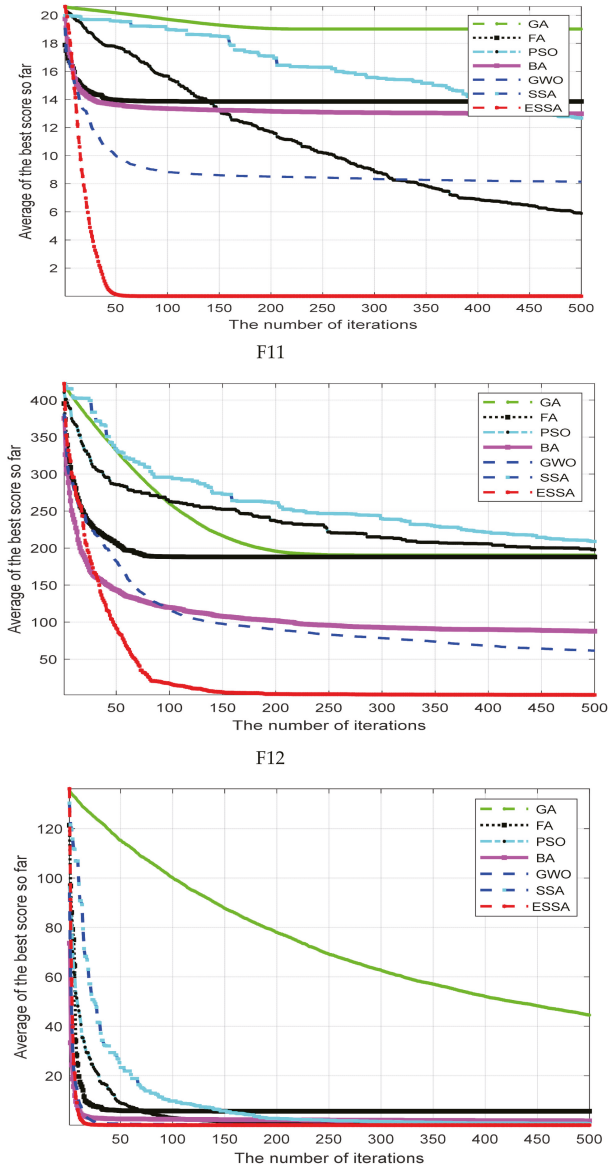 20
18
16
14
12
10
8
6
4
2
Average of the best score so far
GA
FA
PSO
BA
GWO
SSA
ESSA
50 100 150 200 250 300 350 400 450 500
The number of iterations
F11
400
350
300
250
200
150
100
50
Average of the best score so far
GA
FA
PSO
BA
GWO
SSA
ESSA
50 100 150 200 250 300 350 400 450 500
The number of iterations
F12
120
100
80
60
40
20
Average of the best score so far
GA
FA
PSO
BA
GWO
SSA
ESSA
50 100 150 200 250 300 350 400 450 500
The number of iterations